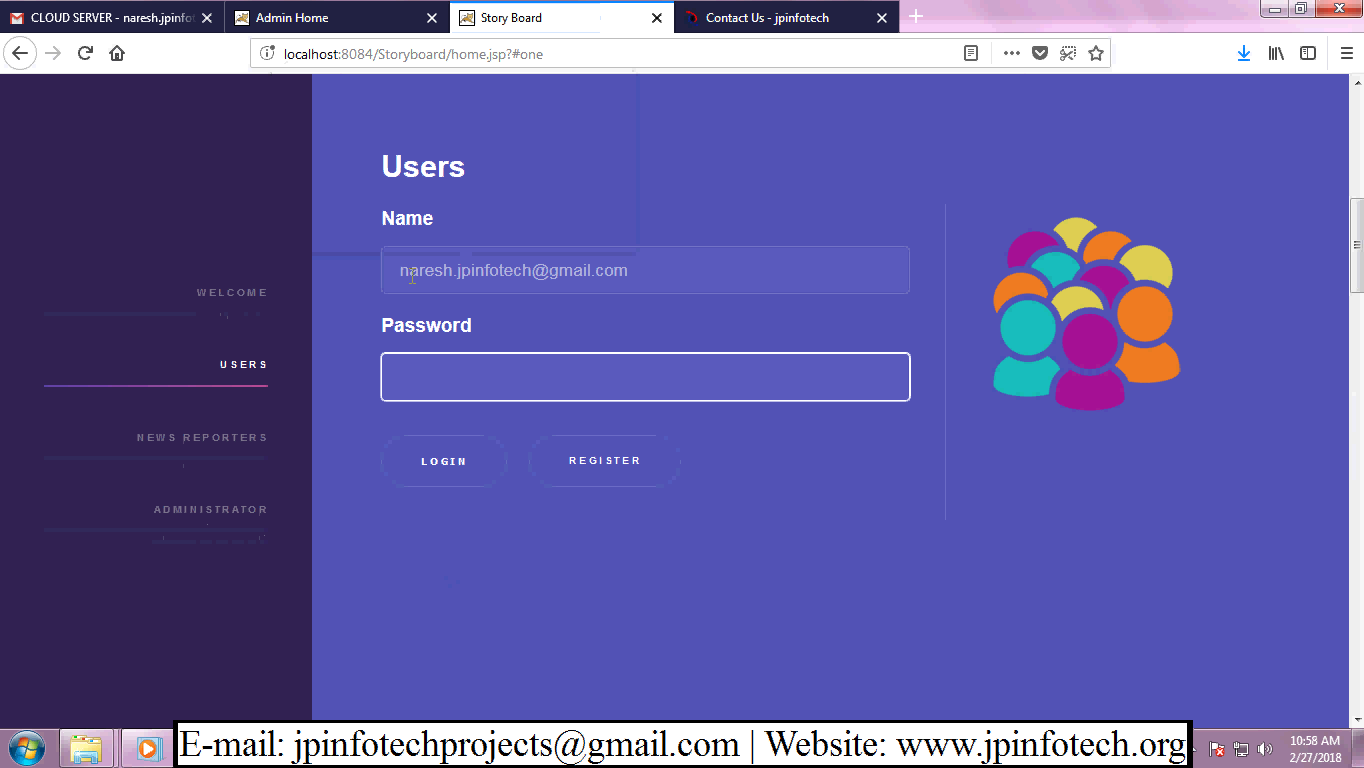 CLOUD SERVER - naresh.jpinfot
Admin Home
Story Board
Contact Us - jpinfotech
localhost:8084/Storyboard/home.jsp?#one
WELCOME
USERS
NEWS REPORTERS
ADMINISTRATOR
Users
Name
naresh.jpinfotech@gmail.com
Password
LOGIN
REGISTER
E-mail: jpinfotechprojects@gmail.com | Website: www.jpinfotech.org
10:58 AM
2/27/2018